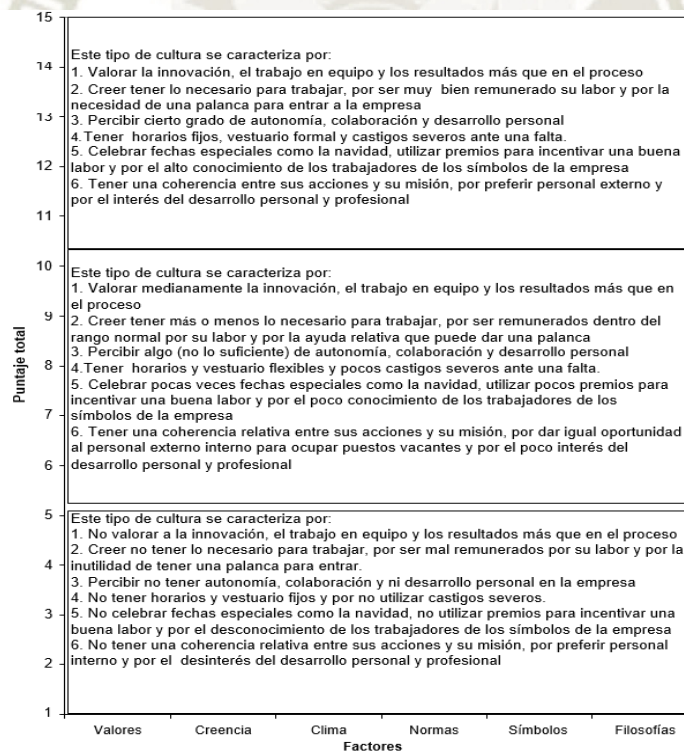 15
Este tipo de cultura se caracteriza por:
14
1. Valorar la innovación, el trabajo en equipo y los resultados más que en el proceso
2. Creer tener lo necesario para trabajar, por ser muy bien remunerado su labor y por la
necesidad de una palanca para entrar a la empresa
13
3. Percibir cierto grado de autonomía, colaboración y desarrollo personal
4.Tener horarios fijos, vestuario formal y castigos severos ante una falta.
5. Celebrar fechas especiales como la navidad, utilizar premios para incentivar una buena
12
labor y por el alto conocimiento de los trabajadores de los símbolos de la empresa
6. Tener una coherencia entre sus acciones y su misión, por preferir personal externo y
por el interés del desarrollo personal y profesional
11
10
Este tipo de cultura se caracteriza por:
1. Valorar medianamente la innovación, el trabajo en equipo y los resultados más que en
el proceso
9
2. Creer tener más o menos lo necesario para trabajar, por ser remunerados dentro del
rango normal por su labor y por la ayuda relativa que puede dar una palanca
3. Percibir algo (no lo suficiente) de autonomía, colaboración y desarrollo personal
8
4.Tener horarios y vestuario flexibles y pocos castigos severos ante una falta.
5. Celebrar pocas veces fechas especiales como la navidad, utilizar pocos premios para
incentivar una buena labor y por el poco conocimiento de los trabajadores de los
7
símbolos de la empresa
6. Tener una coherencia relativa entre sus acciones y su misión, por dar igual oportunidad
al personal externo interno para ocupar puestos vacantes y por el poco interés del
6
desarrollo personal y profesional
Puntaje total
5
Este tipo de cultura se caracteriza por:
1. No valorar a la innovación, el trabajo en equipo y los resultados más que en el proceso
2. Creer no tener lo necesario para trabajar, por ser mal remunerados por su labor y por la
4
inutilidad de tener una palanca para entrar.
3. Percibir no tener autonomía, colaboración y ni desarrollo personal en la empresa
4. No tener horarios y vestuario fijos y por no utilizar castigos severos.
3
5. No celebrar fechas especiales como la navidad, no utilizar premios para incentivar una
buena labor y por el desconocimiento de los trabajadores de los símbolos de la empresa
6. No tener una coherencia relativa entre sus acciones y su misión, por preferir personal
2
interno y por el desinterés del desarrollo personal y profesional
1
Valores Creencia Clima Normas Símbolos Filosofías
Factores